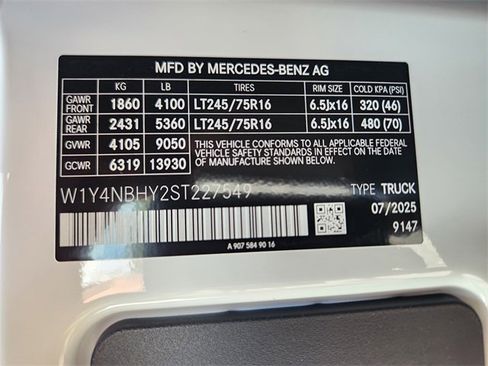 MFD BY MERCEDES-BENZ AG
KG LB TIRES RIM SIZE COLD KPA (PSI)
GAWR FRONT 1860 4100 LT245/75R16 6.5Jx16 320 (46)
GAWR REAR 2431 5360 LT245/75R16 6.5Jx16 480 (70)
GVWR 4105 9050 THIS VEHICLE CONFORMS TO ALL APPLICABLE FEDERAL
GCWR 6319 13930 VEHICLE SAFETY STANDARDS IN EFFECT ON THE DATE OF
MANUFACTURE SHOWN ABOVE.
W1Y4NBHY2ST227549 TYPE TRUCK
07/2025
9147
A 907 584 90 16